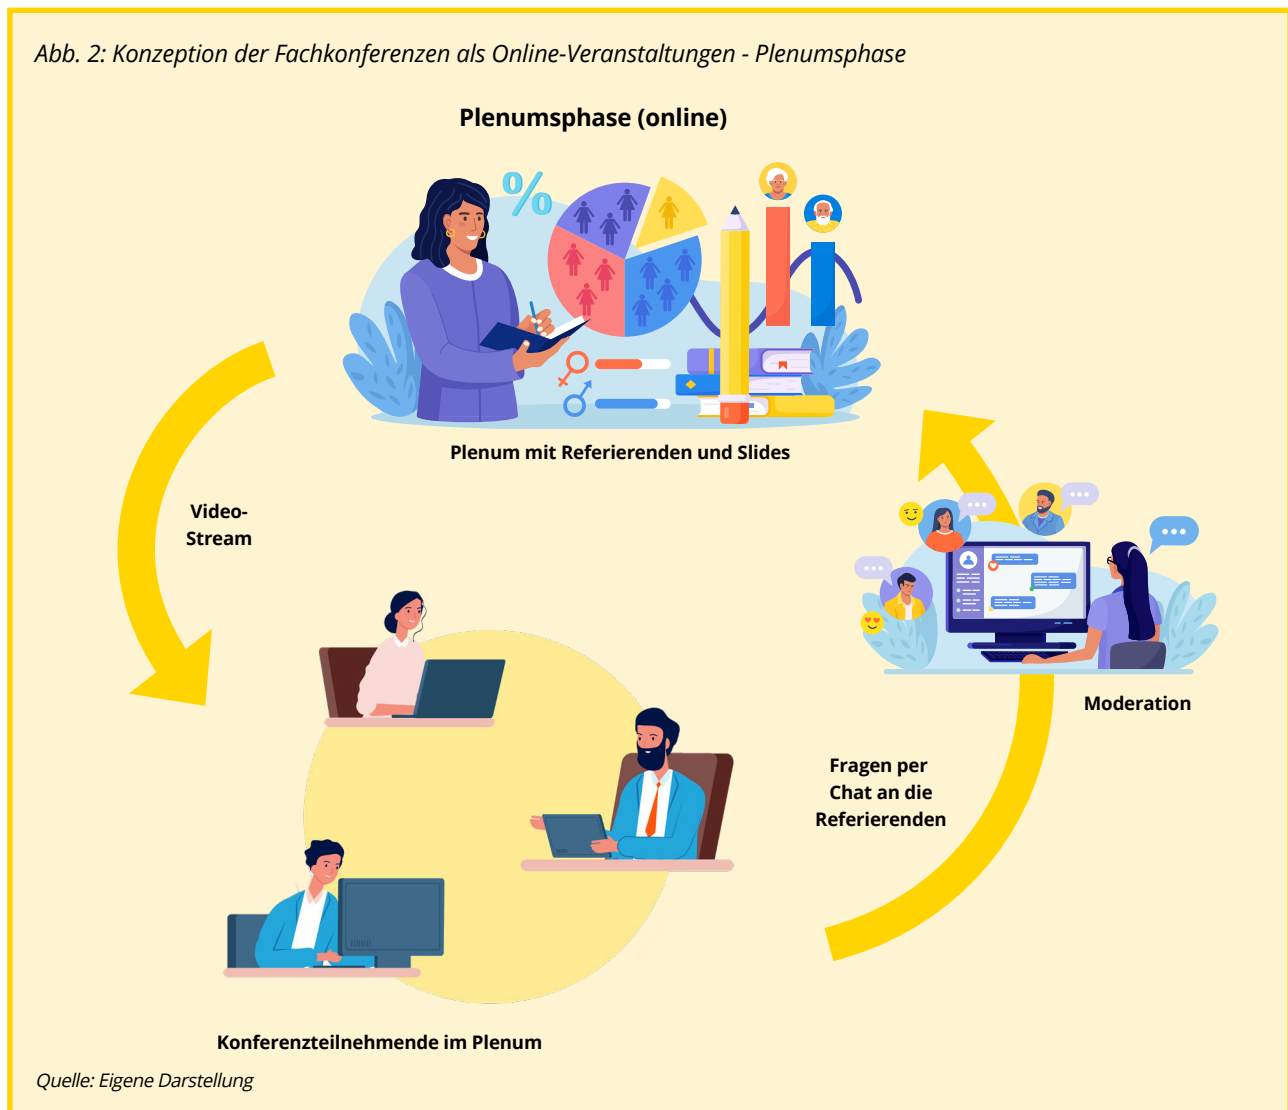 Abb. 2: Konzeption der Fachkonferenzen als Online-Veranstaltungen - Plenumsphase
Plenumsphase (online)
%
Plenum mit Referierenden und Slides
Video-
Stream
Moderation
Fragen per
Chat an die
Referierenden
Konferenzteilnehmende im Plenum
Quelle: Eigene Darstellung